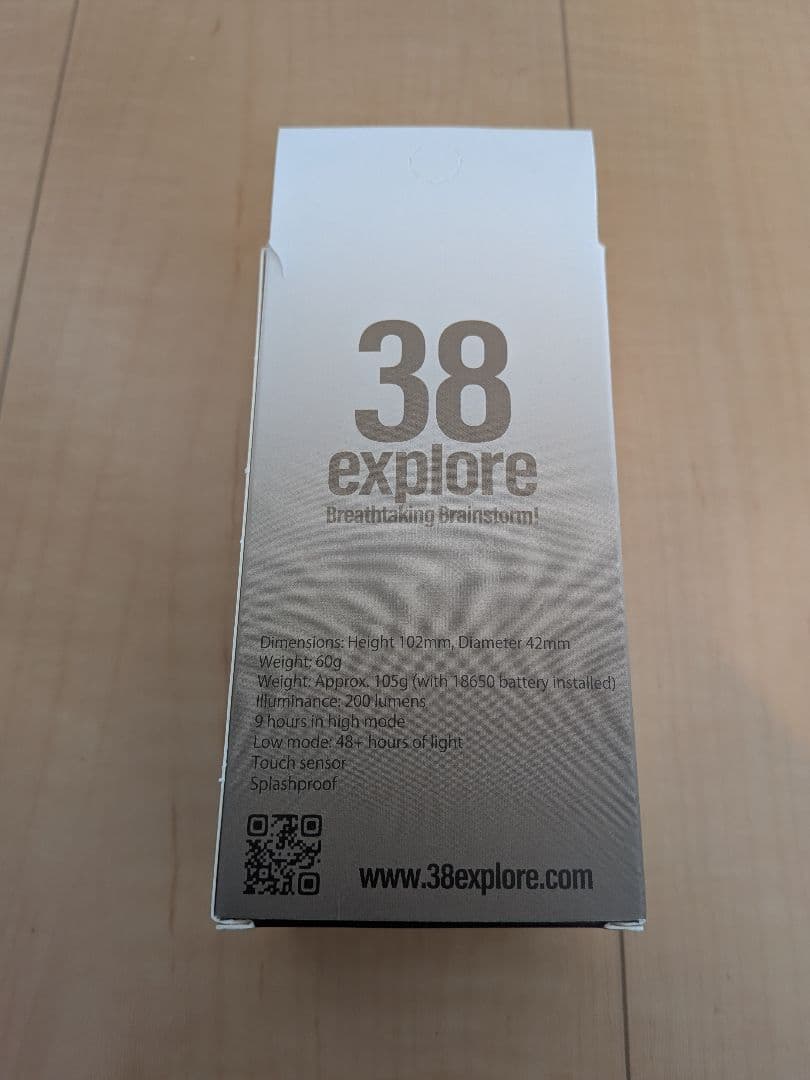 38
explore
Breathtaking Brainstorm!
Dimensions: Height 102mm, Diameter 42mm
Weight: 60g
Weight: Approx. 105g (with 18650 battery installed)
Illuminance: 200 lumens
9 hours in high mode
Low mode: 48+ hours of light
Touch sensor
Splashproof
www.38explore.com